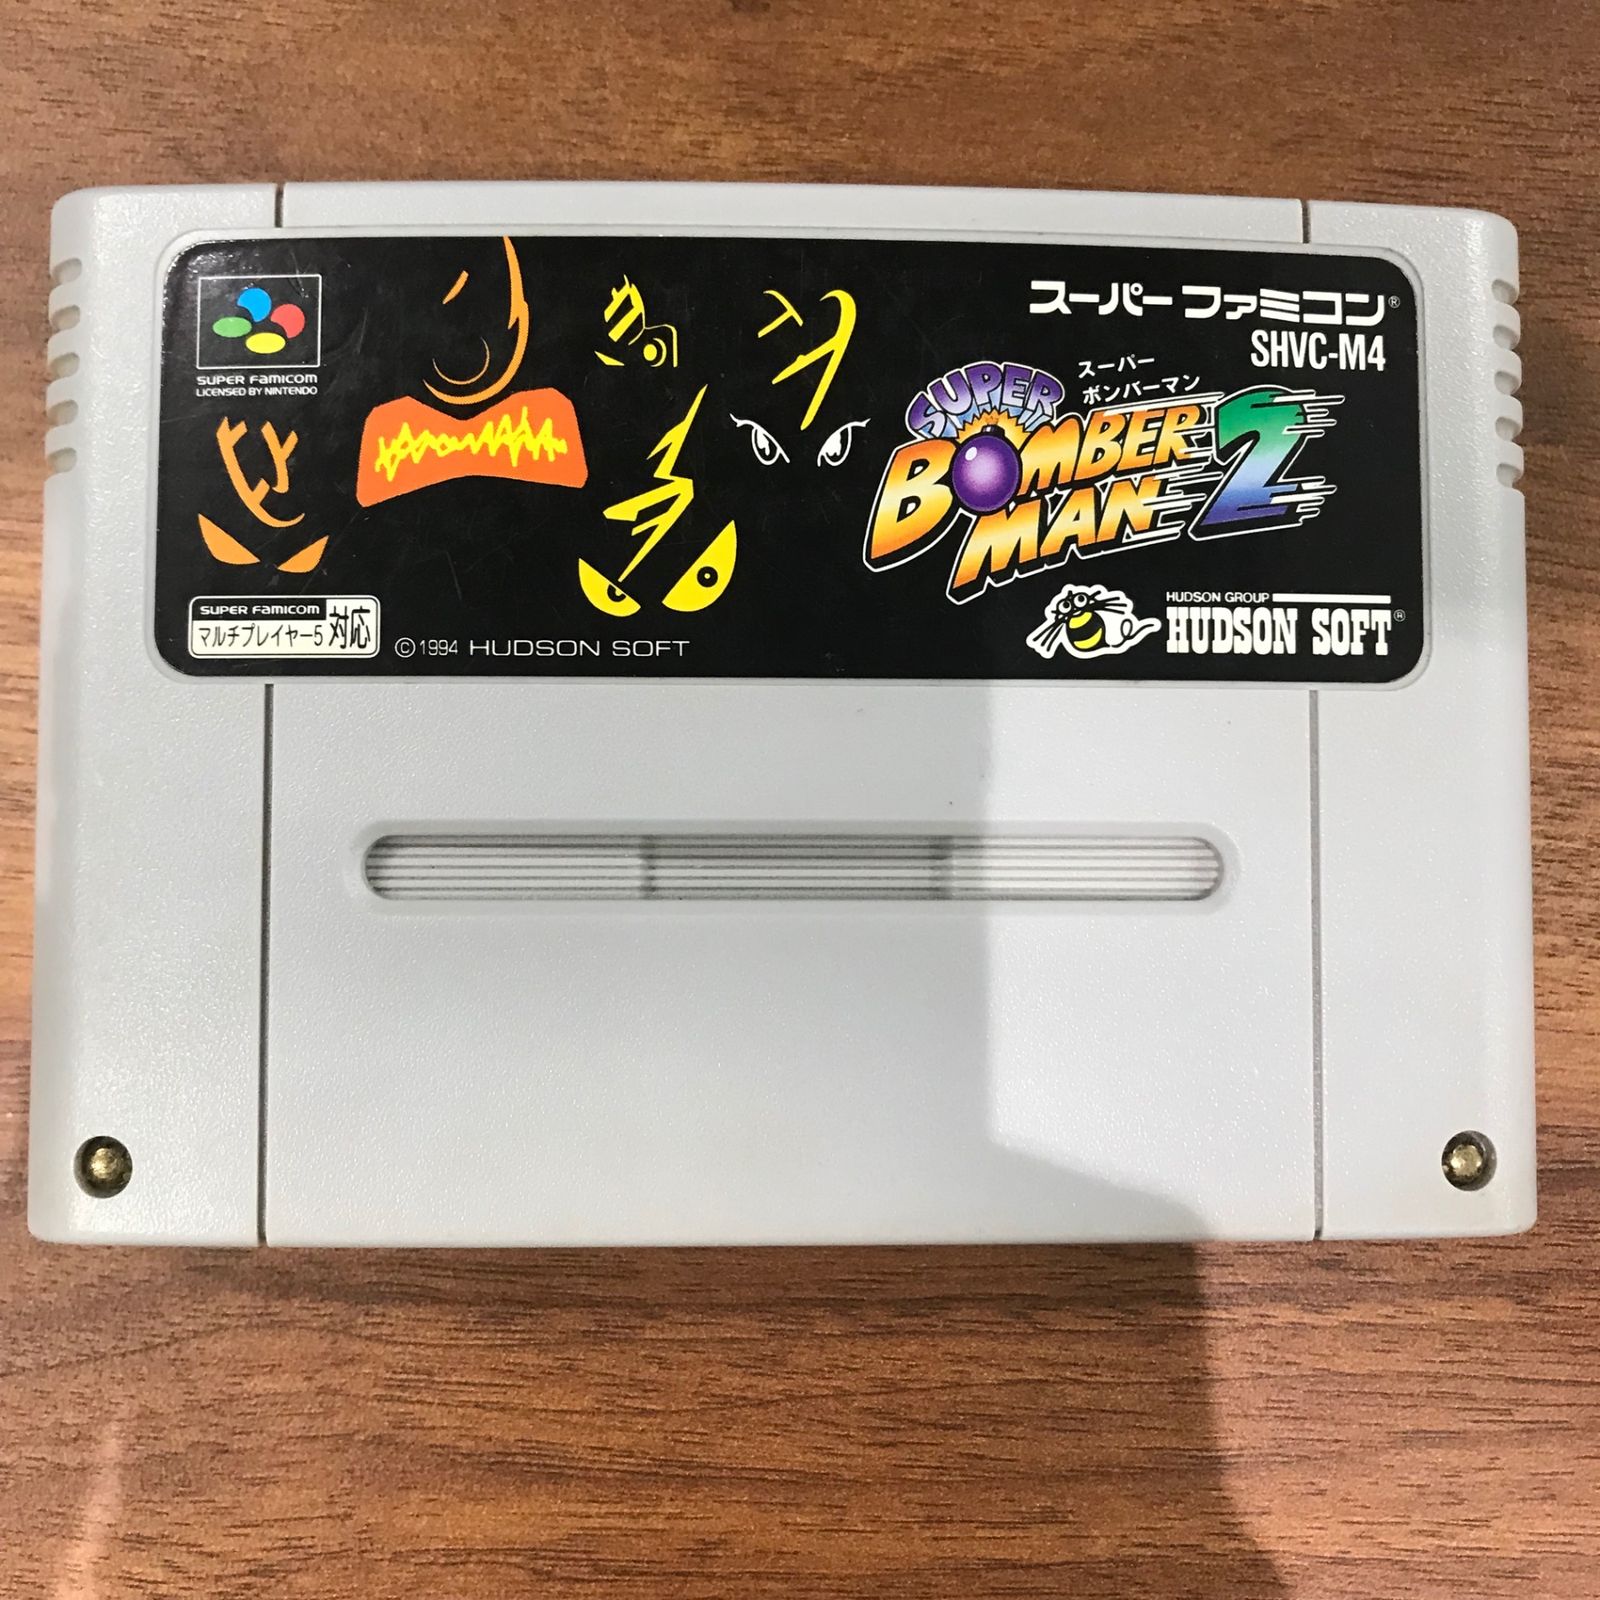 SUPER FAMICOM
LICENSED BY NINTENDO
スーパーファミコン®
SHVC-M4
スーパー
ボンバーマン
SUPER
BOMBER
MAN 2
SUPER FAMICOM
マルチプレイヤー5 対応
©1994 HUDSON SOFT
HUDSON GROUP
HUDSON SOFT®